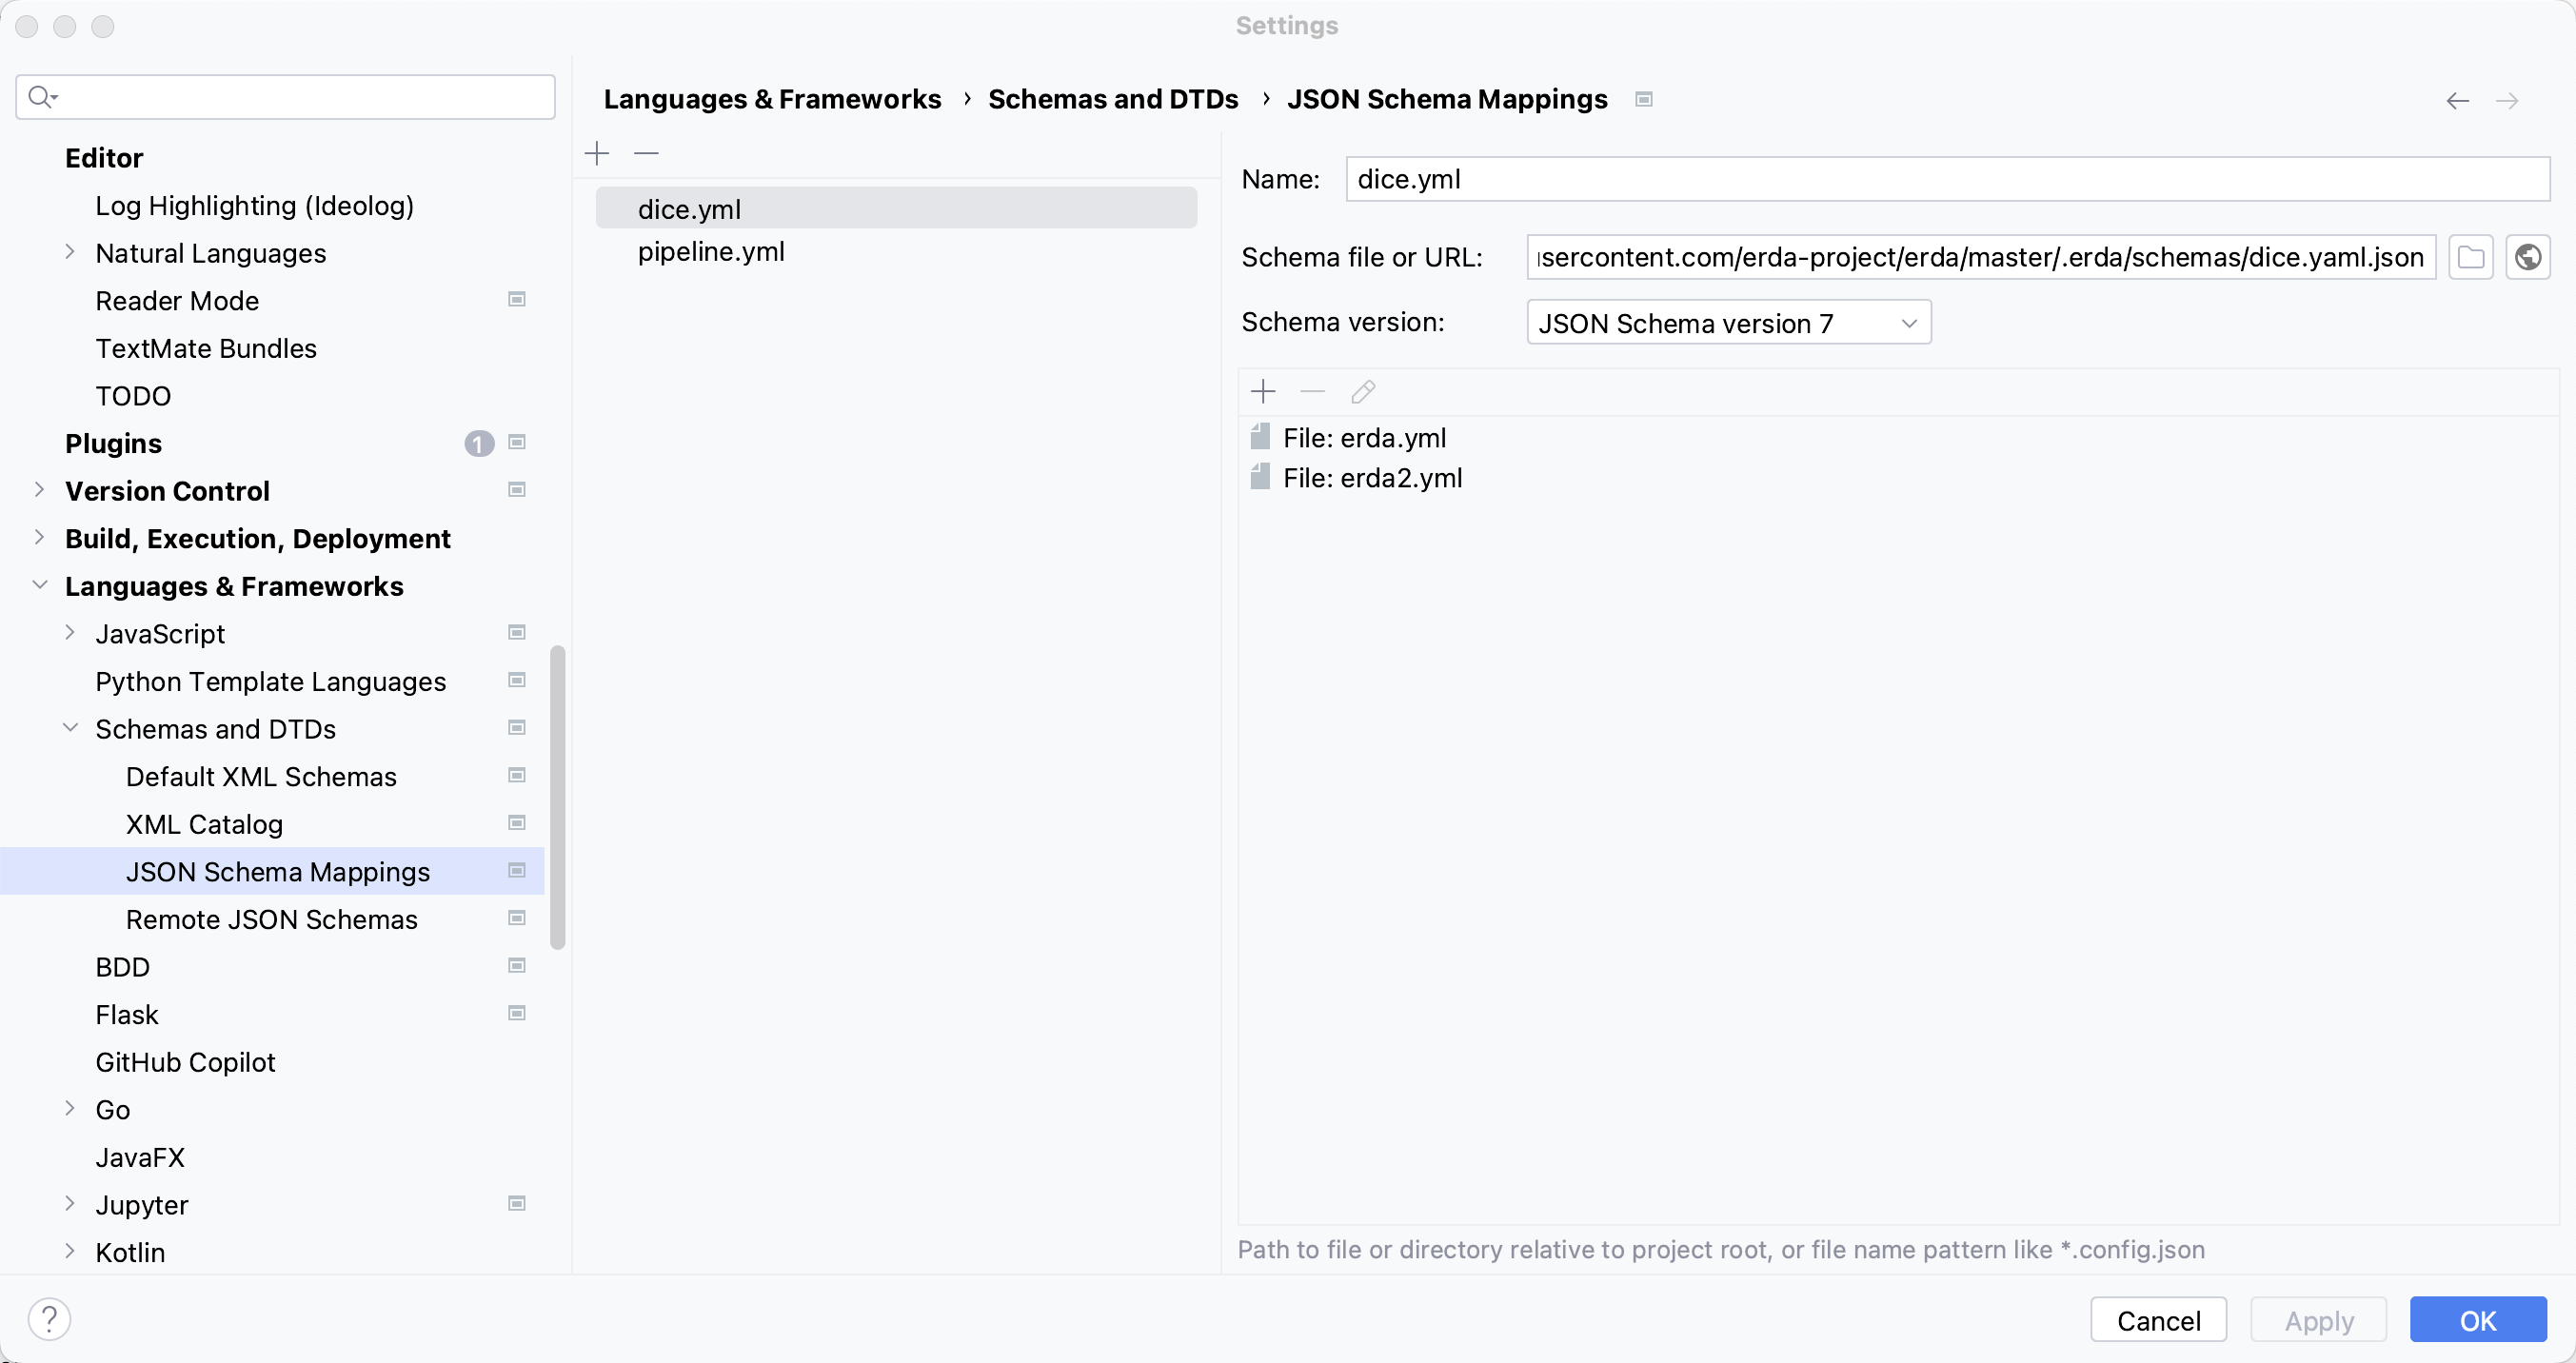 Settings
Languages & Frameworks › Schemas and DTDs › JSON Schema Mappings
Editor
Log Highlighting (Ideolog)
Natural Languages
Reader Mode
TextMate Bundles
TODO
Plugins 1
Version Control
Build, Execution, Deployment
Languages & Frameworks
JavaScript
Python Template Languages
Schemas and DTDs
Default XML Schemas
XML Catalog
JSON Schema Mappings
Remote JSON Schemas
BDD
Flask
GitHub Copilot
Go
JavaFX
Jupyter
Kotlin
dice.yml
pipeline.yml
Name: dice.yml
Schema file or URL: sercontent.com/erda-project/erda/master/.erda/schemas/dice.yaml.json
Schema version: JSON Schema version 7
File: erda.yml
File: erda2.yml
Path to file or directory relative to project root, or file name pattern like *.config.json
?
Cancel Apply OK